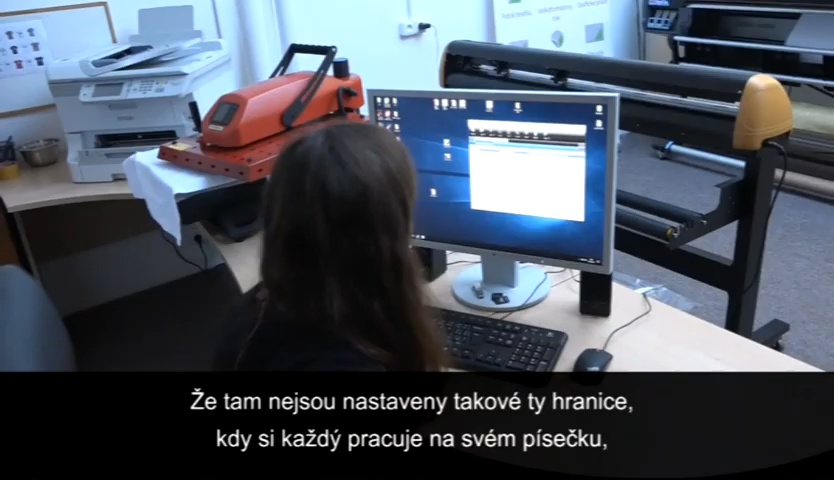 Že tam nejsou nastaveny takové ty hranice,
kdy si každý pracuje na svém písečku,